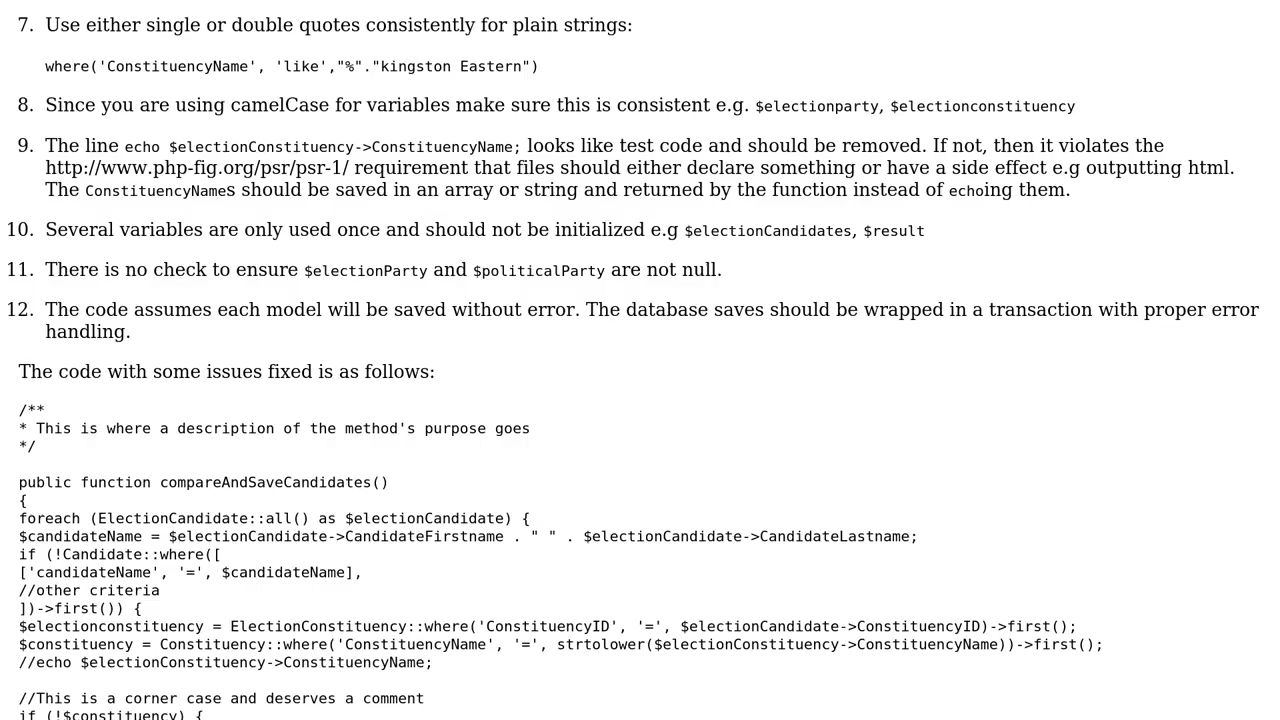 7. Use either single or double quotes consistently for plain strings:
where('ConstituencyName', 'like',"%"."kingston Eastern")
8. Since you are using camelCase for variables make sure this is consistent e.g. $electionparty, $electionconstituency
9. The line echo $electionConstituency->ConstituencyName; looks like test code and should be removed. If not, then it violates the
http://www.php-fig.org/psr/psr-1/ requirement that files should either declare something or have a side effect e.g outputting html.
The ConstituencyNames should be saved in an array or string and returned by the function instead of echoing them.
10. Several variables are only used once and should not be initialized e.g $electionCandidates, $result
11. There is no check to ensure $electionParty and $politicalParty are not null.
12. The code assumes each model will be saved without error. The database saves should be wrapped in a transaction with proper error
handling.
The code with some issues fixed is as follows:
/**
* This is where a description of the method's purpose goes
*/
public function compareAndSaveCandidates()
{
foreach (ElectionCandidate::all() as $electionCandidate) {
$candidateName = $electionCandidate->CandidateFirstname . " " . $electionCandidate->CandidateLastname;
if (!Candidate::where([
['candidateName', '=', $candidateName],
//other criteria
])->first()) {
$electionconstituency = ElectionConstituency::where('ConstituencyID', '=', $electionCandidate->ConstituencyID)->first();
$constituency = Constituency::where('ConstituencyName', '=', strtolower($electionConstituency->ConstituencyName))->first();
//echo $electionConstituency->ConstituencyName;
//This is a corner case and deserves a comment
if (!$constituency) {